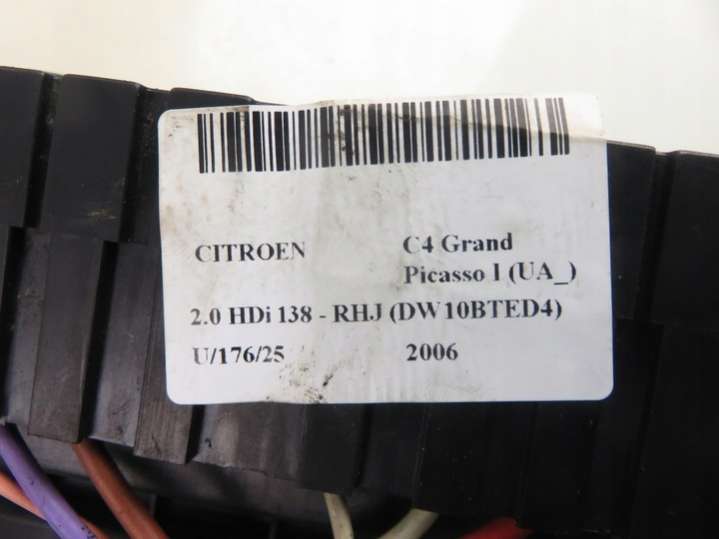 CITROEN C4 Grand
Picasso I (UA_)
2.0 HDi 138 - RHJ (DW10BTED4)
U/176/25 2006